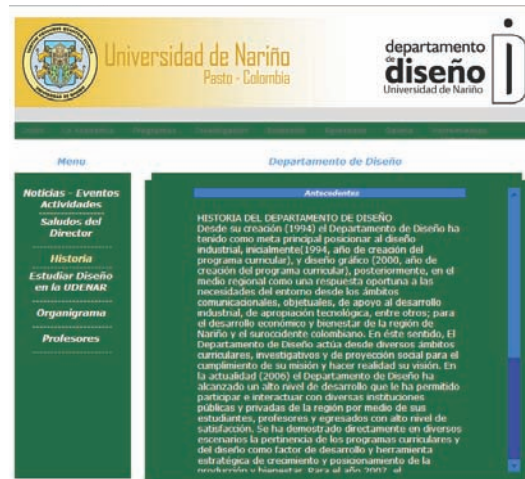 Universidad de Nariño
Pasto - Colombia
departamento
de
diseño
Universidad de Nariño
Menu
Departamento de Diseño
Noticias - Eventos
Actividades
Saludos del
Director
Historia
Estudiar Diseño
en la UDENAR
Organigrama
Profesores
Antecedentes
HISTORIA DEL DEPARTAMENTO DE DISEÑO
Desde su creación (1994) el Departamento de Diseño ha
tenido como meta principal posicionar al diseño
industrial, inicialmente(1994, año de creación del
programa curricular), y diseño gráfico (2000, año de
creación del programa curricular), posteriormente, en el
medio regional como una respuesta oportuna a las
necesidades del entorno desde los ámbitos
comunicacionales, objetuales, de apoyo al desarrollo
industrial, de apropiación tecnológica, entre otros; para
el desarrollo económico y bienestar de la región de
Nariño y el suroccidente colombiano. En éste sentido, El
Departamento de Diseño actúa desde diversos ámbitos
curriculares, investigativos y de proyección social para el
cumplimiento de su misión y hacer realidad su visión. En
la actualidad (2006) el Departamento de Diseño ha
alcanzado un alto nivel de desarrollo que le ha permitido
participar e interactuar con diversas instituciones
públicas y privadas de la región por medio de sus
estudiantes, profesores y egresados con alto nivel de
satisfacción. Se ha demostrado directamente en diversos
escenarios la pertinencia de los programas curriculares y
del diseño como factor de desarrollo y herramienta
estratégica de crecimiento y posicionamiento de la
producción y bienestar. Para el año 2007, el